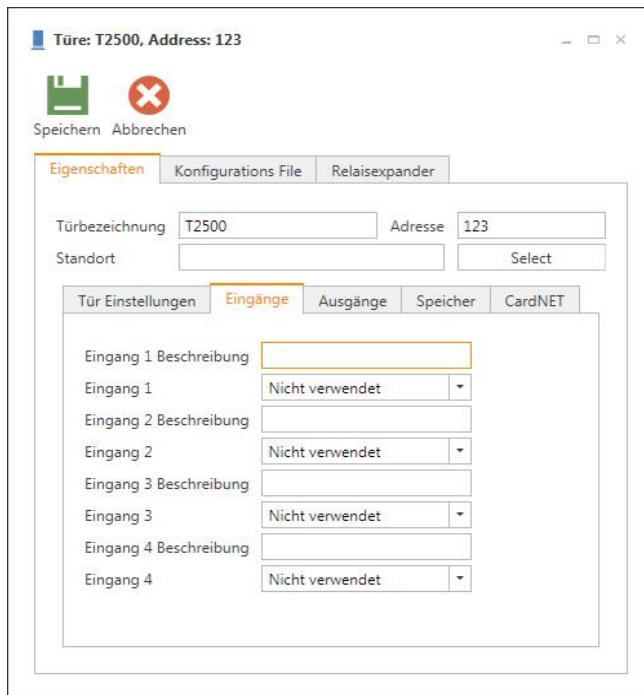 Türe: T2500, Address: 123
Speichern Abbrechen
Eigenschaften Konfigurations File Relaisexpander
Türbezeichnung T2500 Adresse 123
Standort Select
Tür Einstellungen Eingänge Ausgänge Speicher CardNET
Eingang 1 Beschreibung
Eingang 1 Nicht verwendet
Eingang 2 Beschreibung
Eingang 2 Nicht verwendet
Eingang 3 Beschreibung
Eingang 3 Nicht verwendet
Eingang 4 Beschreibung
Eingang 4 Nicht verwendet